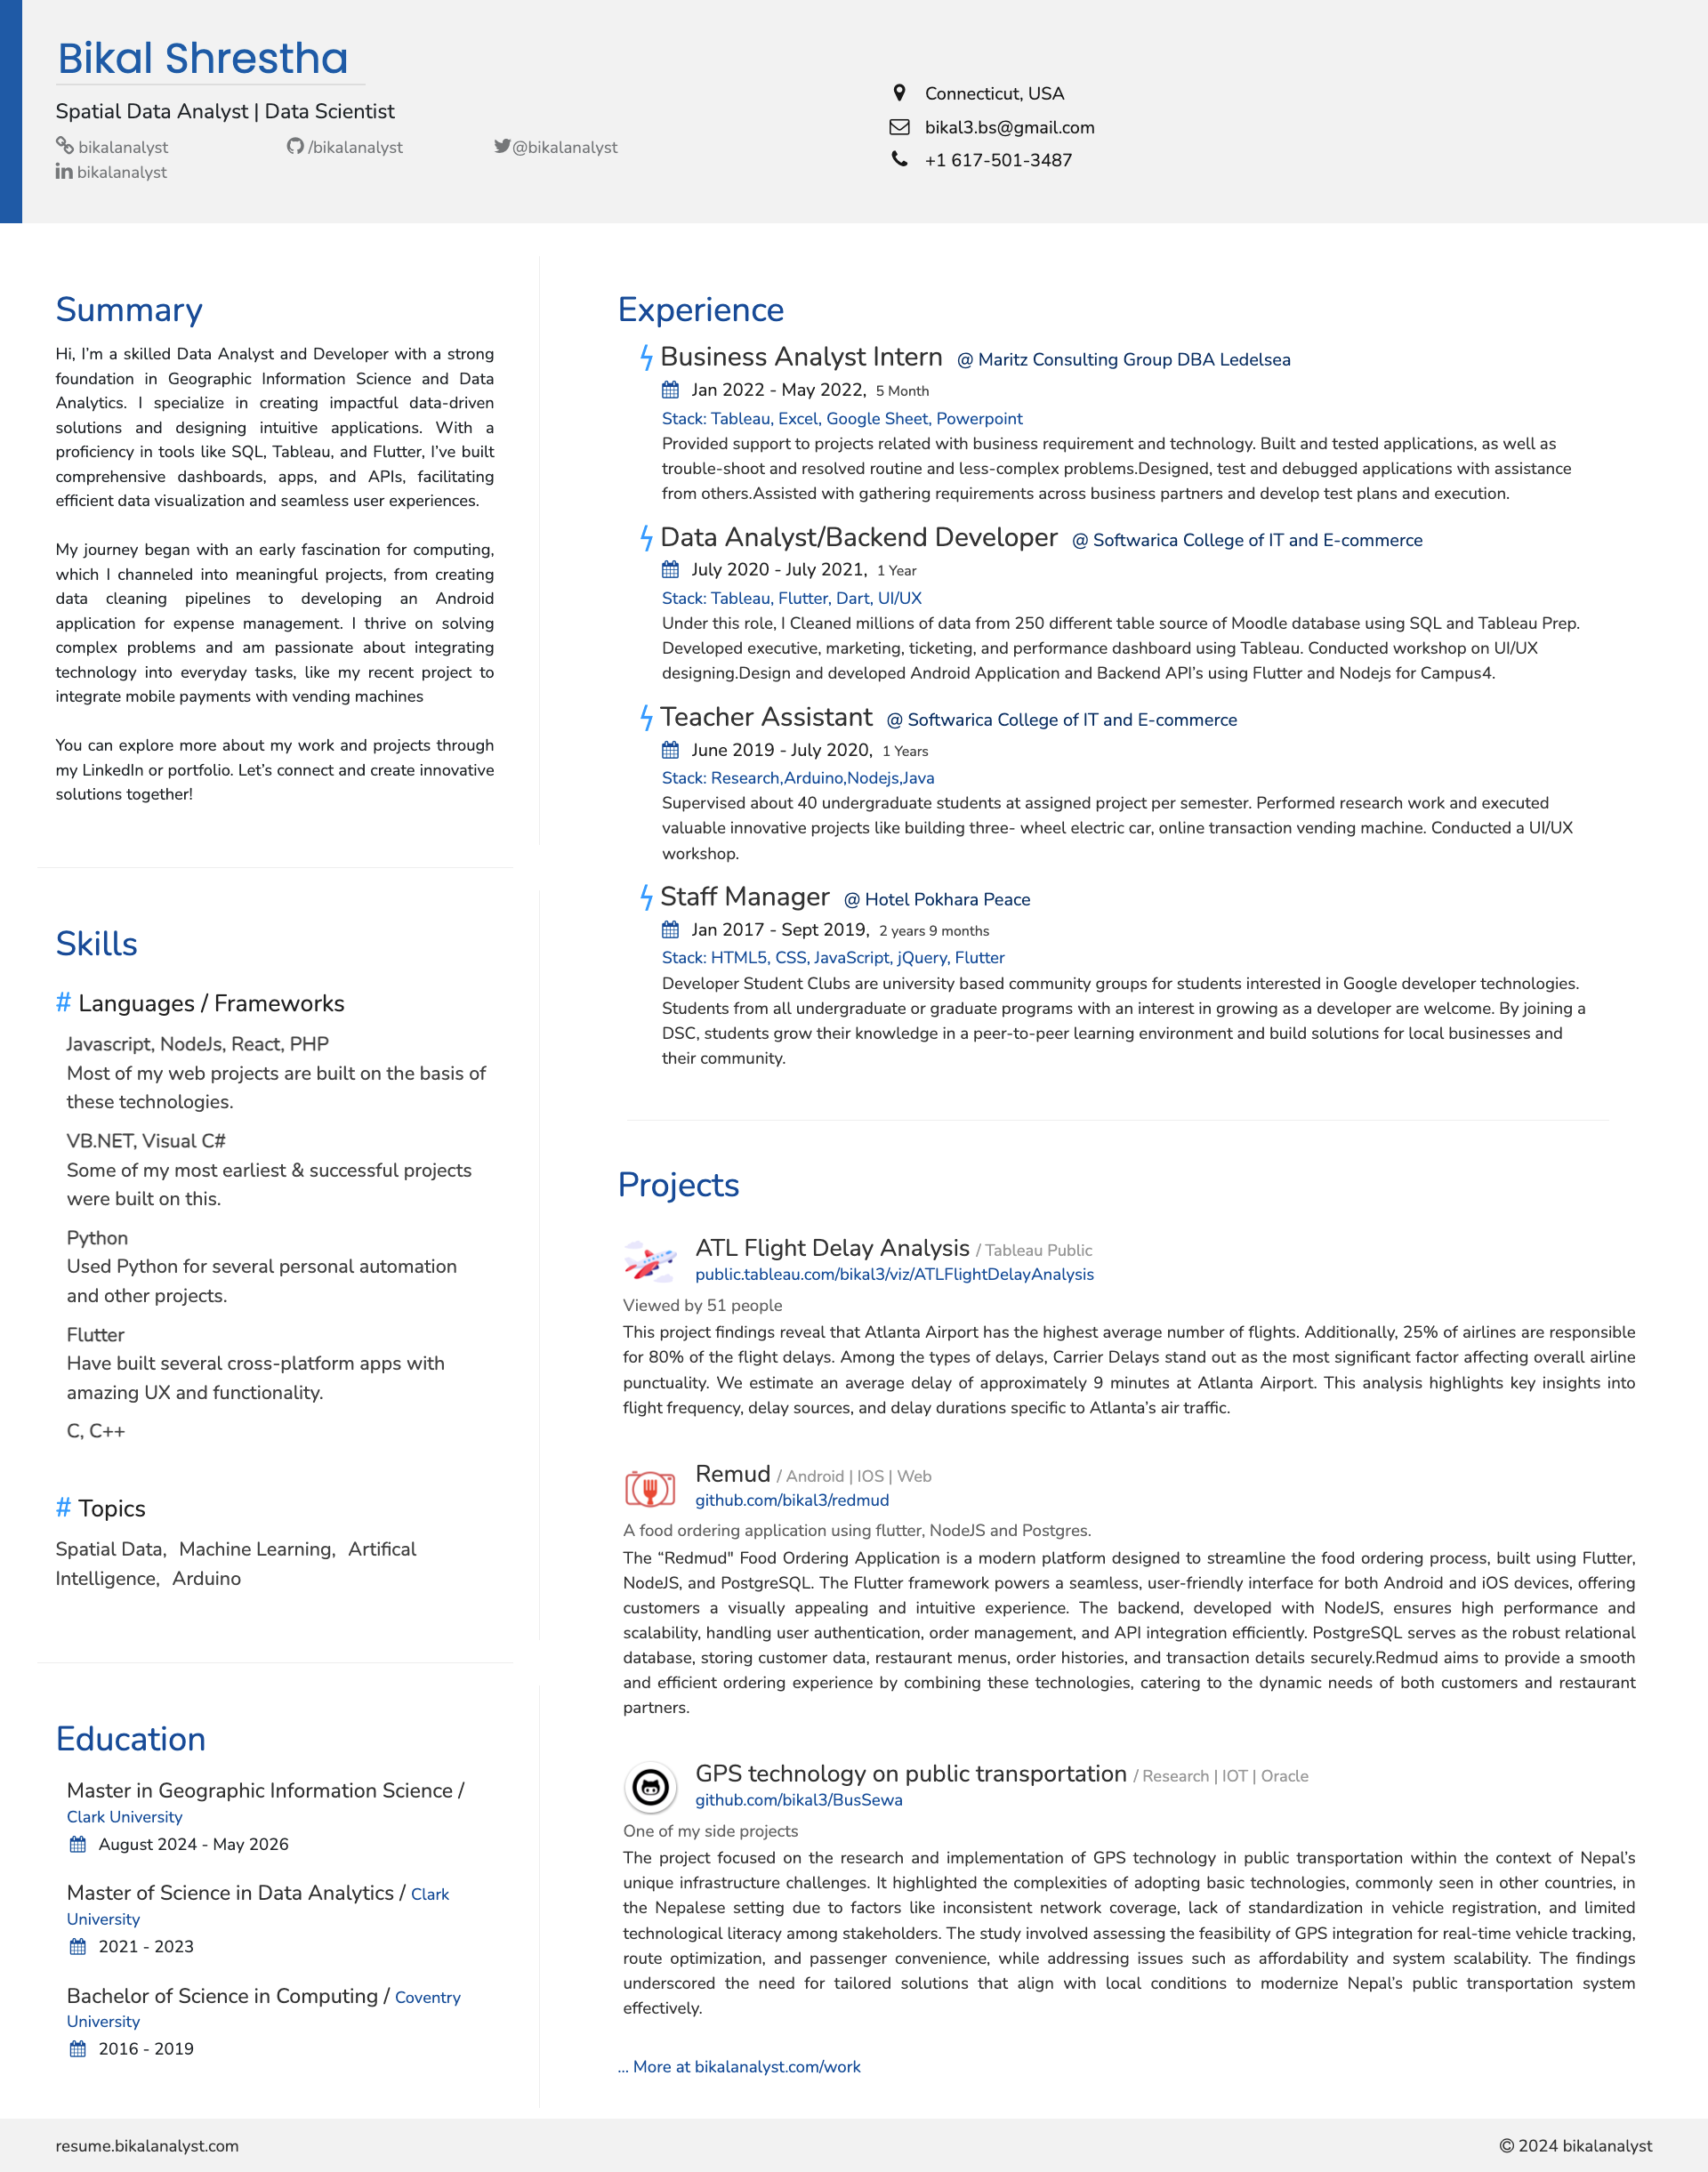 Bikal Shrestha
Spatial Data Analyst | Data Scientist
bikalanalyst
/bikalanalyst
@bikalanalyst
bikalanalyst
Connecticut, USA
bikal3.bs@gmail.com
+1 617-501-3487
Summary
Hi, I’m a skilled Data Analyst and Developer with a strong
foundation in Geographic Information Science and Data
Analytics. I specialize in creating impactful data-driven
solutions and designing intuitive applications. With a
proficiency in tools like SQL, Tableau, and Flutter, I’ve built
comprehensive dashboards, apps, and APIs, facilitating
efficient data visualization and seamless user experiences.
My journey began with an early fascination for computing,
which I channeled into meaningful projects, from creating
data cleaning pipelines to developing an Android
application for expense management. I thrive on solving
complex problems and am passionate about integrating
technology into everyday tasks, like my recent project to
integrate mobile payments with vending machines
You can explore more about my work and projects through
my LinkedIn or portfolio. Let’s connect and create innovative
solutions together!
Skills
# Languages / Frameworks
Javascript, NodeJs, React, PHP
Most of my web projects are built on the basis of
these technologies.
VB.NET, Visual C#
Some of my most earliest & successful projects
were built on this.
Python
Used Python for several personal automation
and other projects.
Flutter
Have built several cross-platform apps with
amazing UX and functionality.
C, C++
# Topics
Spatial Data, Machine Learning, Artifical
Intelligence, Arduino
Education
Master in Geographic Information Science /
Clark University
August 2024 - May 2026
Master of Science in Data Analytics / Clark
University
2021 - 2023
Bachelor of Science in Computing / Coventry
University
2016 - 2019
Experience
Business Analyst Intern @ Maritz Consulting Group DBA Ledelsea
Jan 2022 - May 2022, 5 Month
Stack: Tableau, Excel, Google Sheet, Powerpoint
Provided support to projects related with business requirement and technology. Built and tested applications, as well as
trouble-shoot and resolved routine and less-complex problems.Designed, test and debugged applications with assistance
from others.Assisted with gathering requirements across business partners and develop test plans and execution.
Data Analyst/Backend Developer @ Softwarica College of IT and E-commerce
July 2020 - July 2021, 1 Year
Stack: Tableau, Flutter, Dart, UI/UX
Under this role, I Cleaned millions of data from 250 different table source of Moodle database using SQL and Tableau Prep.
Developed executive, marketing, ticketing, and performance dashboard using Tableau. Conducted workshop on UI/UX
designing.Design and developed Android Application and Backend API’s using Flutter and Nodejs for Campus4.
Teacher Assistant @ Softwarica College of IT and E-commerce
June 2019 - July 2020, 1 Years
Stack: Research,Arduino,Nodejs,Java
Supervised about 40 undergraduate students at assigned project per semester. Performed research work and executed
valuable innovative projects like building three- wheel electric car, online transaction vending machine. Conducted a UI/UX
workshop.
Staff Manager @ Hotel Pokhara Peace
Jan 2017 - Sept 2019, 2 years 9 months
Stack: HTML5, CSS, JavaScript, jQuery, Flutter
Developer Student Clubs are university based community groups for students interested in Google developer technologies.
Students from all undergraduate or graduate programs with an interest in growing as a developer are welcome. By joining a
DSC, students grow their knowledge in a peer-to-peer learning environment and build solutions for local businesses and
their community.
Projects
ATL Flight Delay Analysis / Tableau Public
public.tableau.com/bikal3/viz/ATLFlightDelayAnalysis
Viewed by 51 people
This project findings reveal that Atlanta Airport has the highest average number of flights. Additionally, 25% of airlines are responsible
for 80% of the flight delays. Among the types of delays, Carrier Delays stand out as the most significant factor affecting overall airline
punctuality. We estimate an average delay of approximately 9 minutes at Atlanta Airport. This analysis highlights key insights into
flight frequency, delay sources, and delay durations specific to Atlanta’s air traffic.
Remud / Android | IOS | Web
github.com/bikal3/redmud
A food ordering application using flutter, NodeJS and Postgres.
The “Redmud" Food Ordering Application is a modern platform designed to streamline the food ordering process, built using Flutter,
NodeJS, and PostgreSQL. The Flutter framework powers a seamless, user-friendly interface for both Android and iOS devices, offering
customers a visually appealing and intuitive experience. The backend, developed with NodeJS, ensures high performance and
scalability, handling user authentication, order management, and API integration efficiently. PostgreSQL serves as the robust relational
database, storing customer data, restaurant menus, order histories, and transaction details securely.Redmud aims to provide a smooth
and efficient ordering experience by combining these technologies, catering to the dynamic needs of both customers and restaurant
partners.
GPS technology on public transportation / Research | IOT | Oracle
github.com/bikal3/BusSewa
One of my side projects
The project focused on the research and implementation of GPS technology in public transportation within the context of Nepal’s
unique infrastructure challenges. It highlighted the complexities of adopting basic technologies, commonly seen in other countries, in
the Nepalese setting due to factors like inconsistent network coverage, lack of standardization in vehicle registration, and limited
technological literacy among stakeholders. The study involved assessing the feasibility of GPS integration for real-time vehicle tracking,
route optimization, and passenger convenience, while addressing issues such as affordability and system scalability. The findings
underscored the need for tailored solutions that align with local conditions to modernize Nepal’s public transportation system
effectively.
... More at bikalanalyst.com/work
resume.bikalanalyst.com
© 2024 bikalanalyst